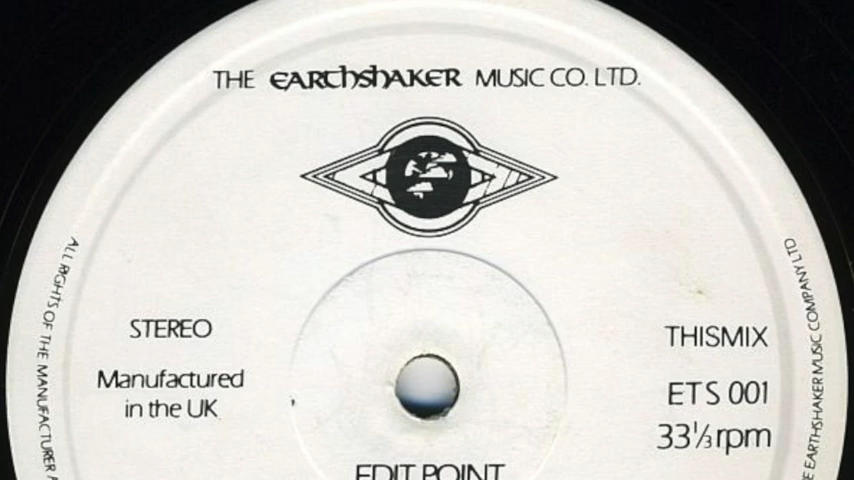 THE EARTHSHAKER MUSIC CO. LTD.
STEREO
Manufactured
in the UK
THISMIX
ETS 001
33⅓ rpm
EDIT POINT
ALL RIGHTS OF THE MANUFACTURER
THE EARTHSHAKER MUSIC COMPANY LTD